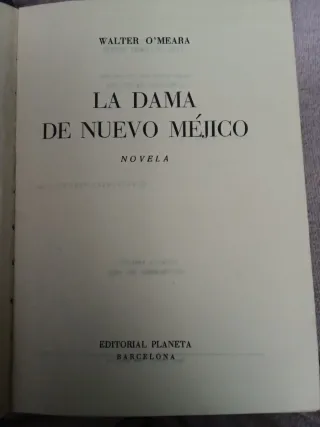 WALTER O'MEARA
LA DAMA
DE NUEVO MÉJICO
NOVELA
EDITORIAL PLANETA
BARCELONA